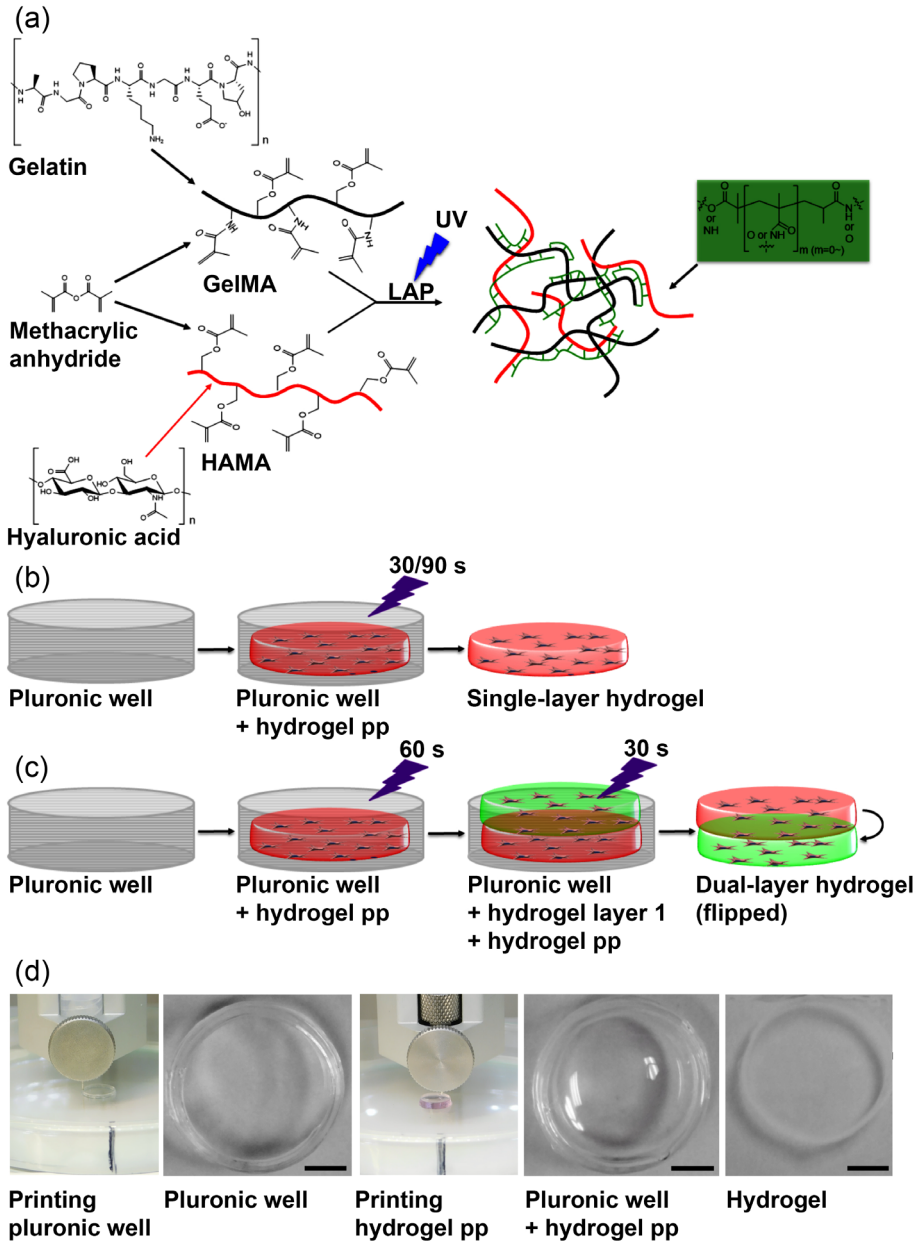 (a)
n
Gelatin
UV
GelMA
LAP
Methacrylic
anhydride
HAMA
n
Hyaluronic acid
O
or
NH
O or NH
m (m=0~)
NH
or
O
(b)
30/90 s
Pluronic well
Pluronic well
+ hydrogel pp
Single-layer hydrogel
(c)
60 s
30 s
Pluronic well
Pluronic well
+ hydrogel pp
Pluronic well
+ hydrogel layer 1
+ hydrogel pp
Dual-layer hydrogel
(flipped)
(d)
Printing
pluronic well
Pluronic well
Printing
hydrogel pp
Pluronic well
+ hydrogel pp
Hydrogel